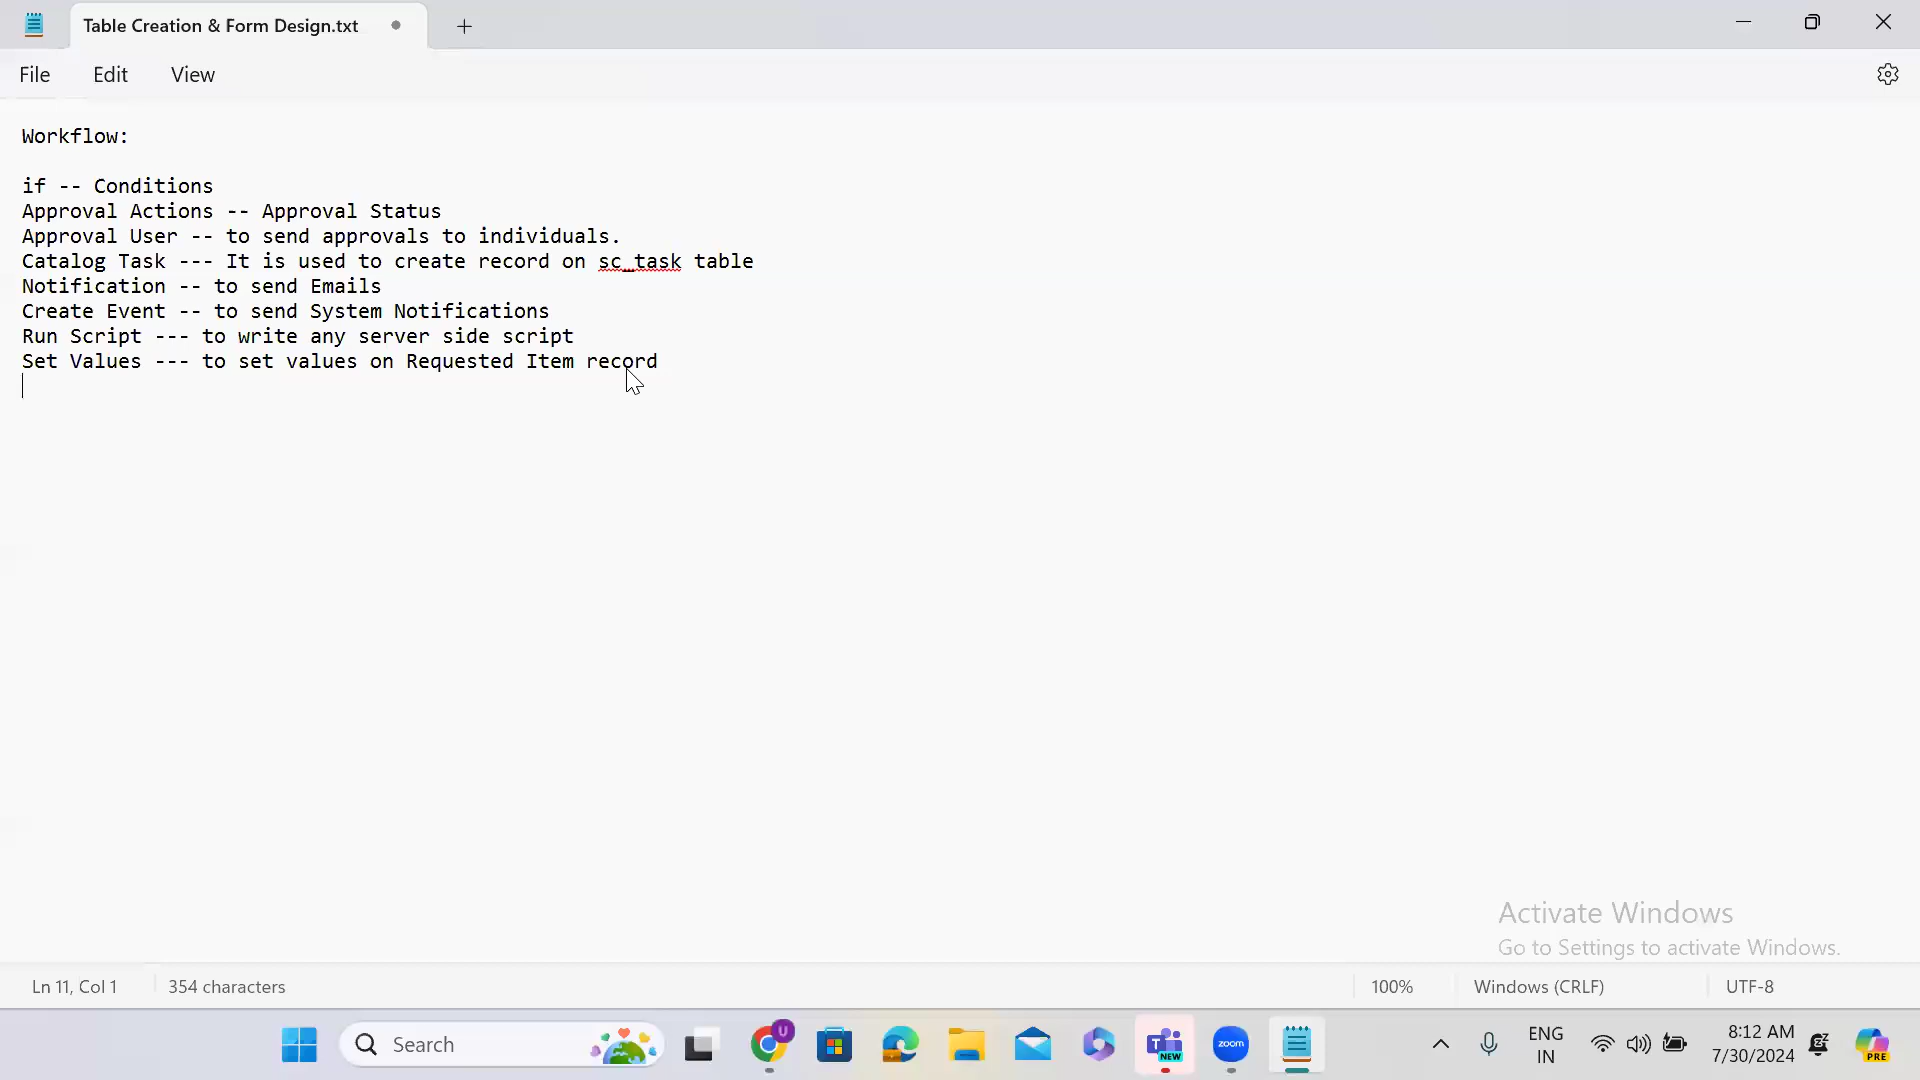 Table Creation & Form Design.txt
File Edit View
Workflow:
if -- Conditions
Approval Actions -- Approval Status
Approval User -- to send approvals to individuals.
Catalog Task --- It is used to create record on sc_task table
Notification -- to send Emails
Create Event -- to send System Notifications
Run Script --- to write any server side script
Set Values --- to set values on Requested Item record
Activate Windows
Go to Settings to activate Windows.
Ln 11, Col 1 354 characters 100% Windows (CRLF) UTF-8
Search
U
NEW
zoom
ENG
IN
8:12 AM
7/30/2024
PRE